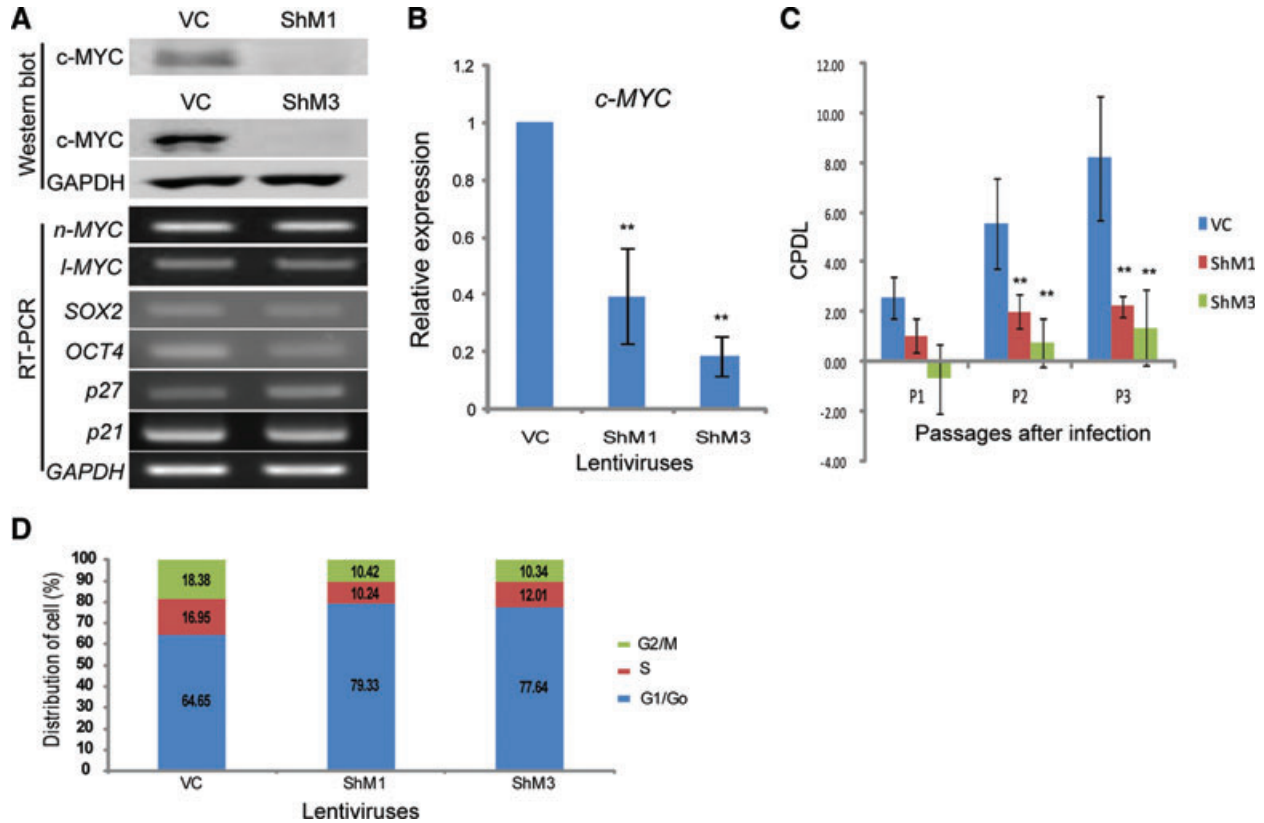 A
VC ShM1
c-MYC
VC ShM3
c-MYC
GAPDH
Western blot
n-MYC
l-MYC
SOX2
OCT4
p27
p21
GAPDH
RT-PCR
B
c-MYC
Relative expression
1.2
1
0.8
0.6
0.4
0.2
0
**
**
VC ShM1 ShM3
Lentiviruses
C
CPDL
12.00
10.00
8.00
6.00
4.00
2.00
0.00
-2.00
-4.00
** **
** **
P1 P2 P3
Passages after infection
VC
ShM1
ShM3
D
Distribution of cell (%)
100
90
80
70
60
50
40
30
20
10
0
18.38 10.42 10.34
16.95 10.24 12.01
64.65 79.33 77.64
VC ShM1 ShM3
Lentiviruses
G2/M
S
G1/Go